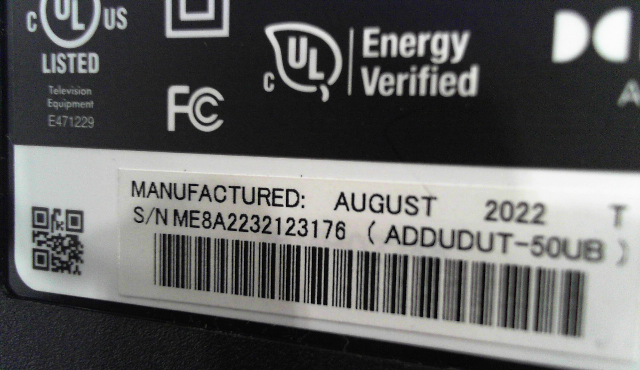 c UL US
LISTED
Television
Equipment
E471229
FC
c UL Energy
Verified
A
MANUFACTURED: AUGUST 2022 T
S/N ME8A2232123176 ( ADDUDUT-50UB )